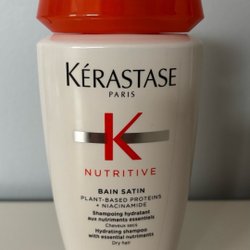 KÉRASTASE
PARIS
K
NUTRITIVE
BAIN SATIN
PLANT-BASED PROTEINS
+ NIACINAMIDE
Shampooing hydratant
aux nutriments essentiels
Cheveux secs
Hydrating shampoo
with essential nutriments
Dry hair